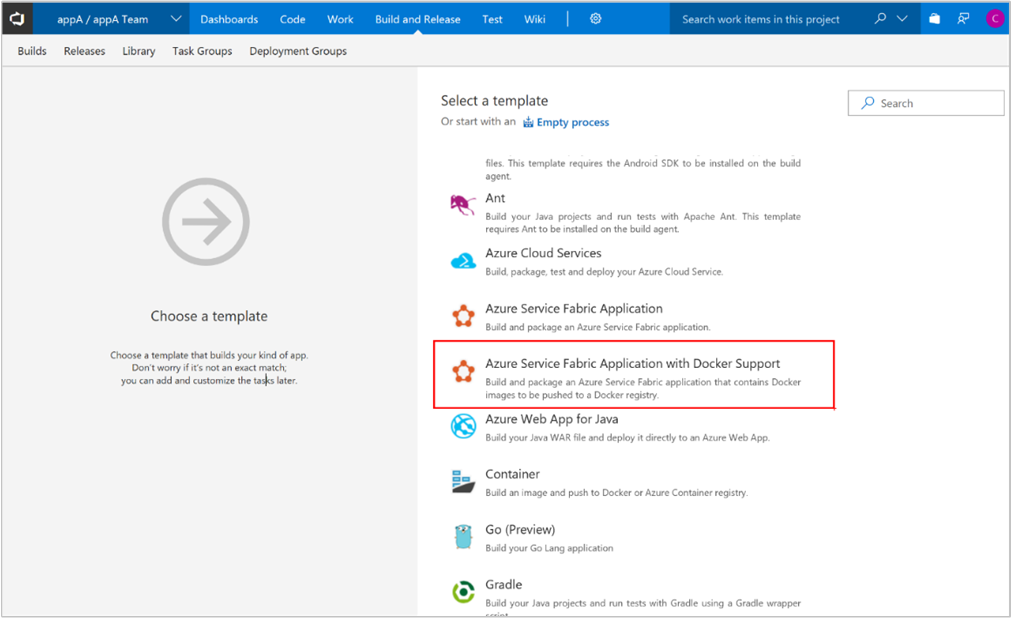 appA / appA Team
Dashboards
Code
Work
Build and Release
Test
Wiki
Search work items in this project
C
Builds
Releases
Library
Task Groups
Deployment Groups
Choose a template
Choose a template that builds your kind of app.
Don't worry if it's not an exact match;
you can add and customize the tasks later.
Select a template
Or start with an Empty process
Search
files. This template requires the Android SDK to be installed on the build
agent.
Ant
Build your Java projects and run tests with Apache Ant. This template
requires Ant to be installed on the build agent.
Azure Cloud Services
Build, package, test and deploy your Azure Cloud Service.
Azure Service Fabric Application
Build and package an Azure Service Fabric application.
Azure Service Fabric Application with Docker Support
Build and package an Azure Service Fabric application that contains Docker
images to be pushed to a Docker registry.
Azure Web App for Java
Build your Java WAR file and deploy it directly to an Azure Web App.
Container
Build an image and push to Docker or Azure Container registry.
Go (Preview)
Build your Go Lang application
Gradle
Build your Java projects and run tests with Gradle using a Gradle wrapper